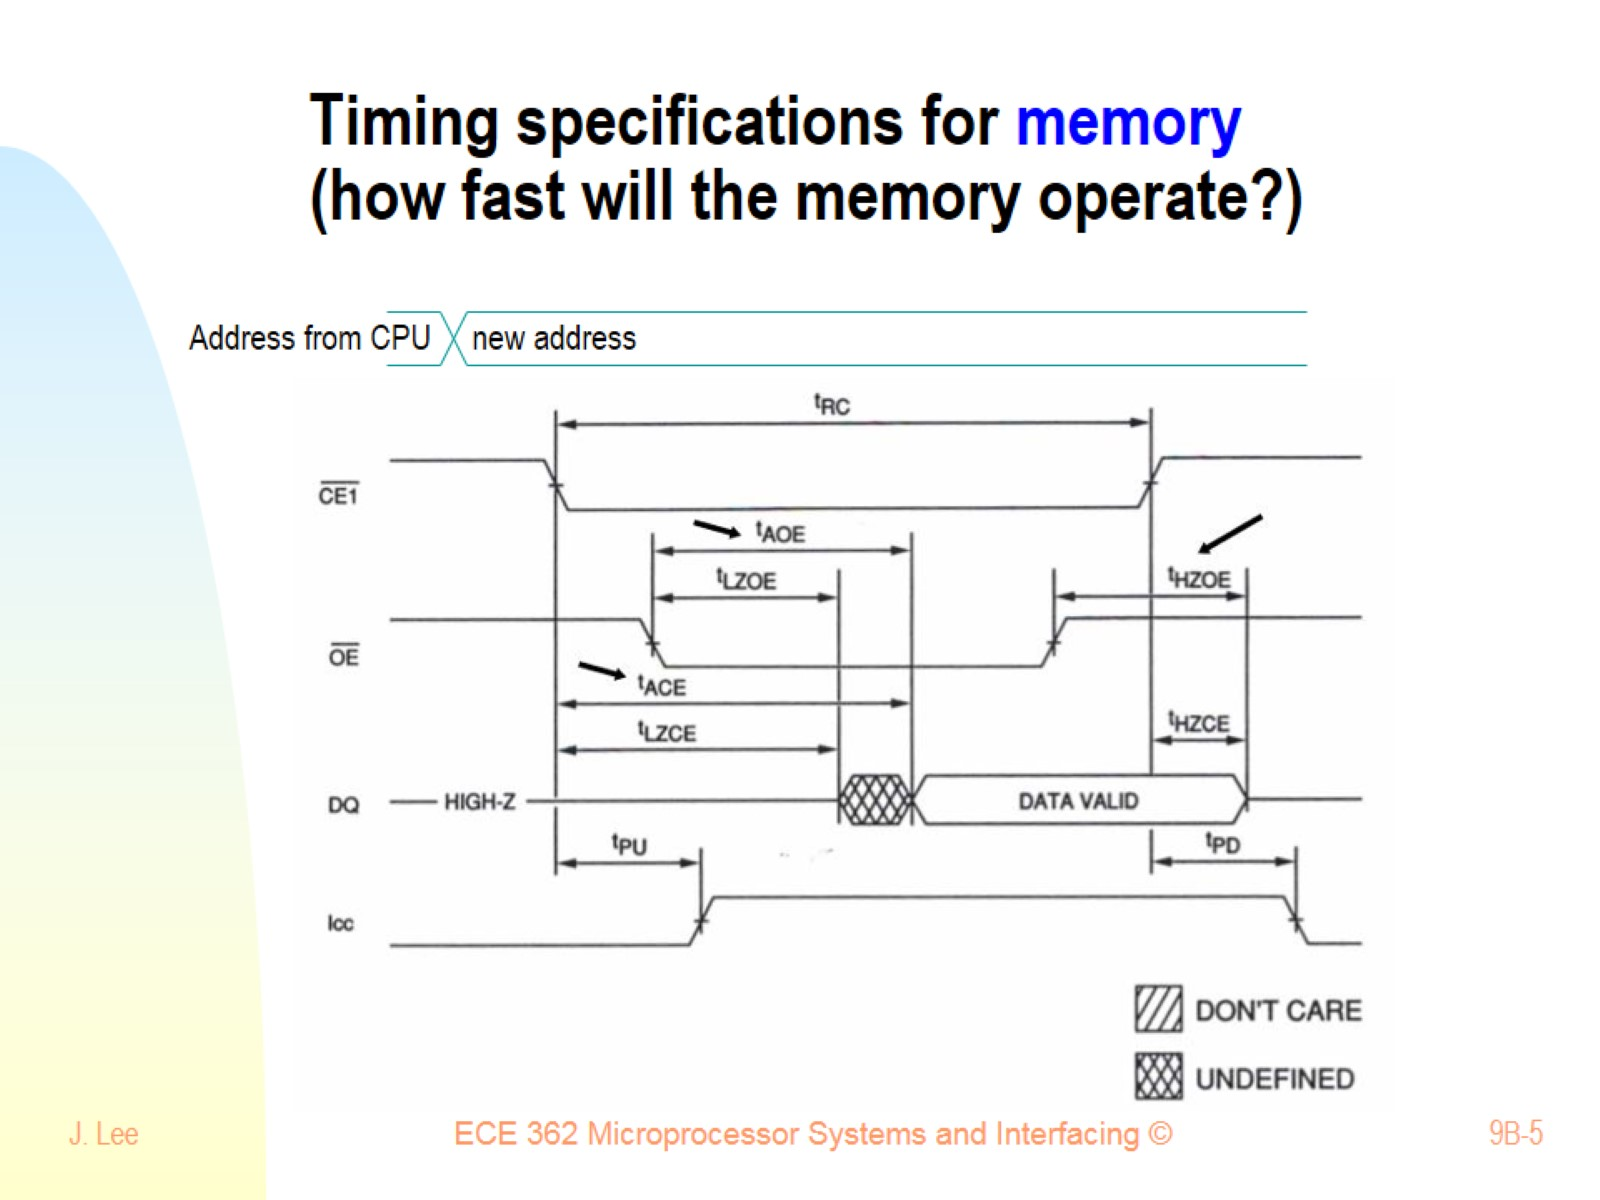 Timing specifications for memory
(how fast will the memory operate?)
Address from CPU new address
tRC
CE1
tAOE
tLZOE
tHZOE
OE
tACE
tLZCE
tHZCE
DQ HIGH-Z DATA VALID
tPU
tPD
Icc
DON'T CARE
UNDEFINED
J. Lee
ECE 362 Microprocessor Systems and Interfacing ©
9B-5